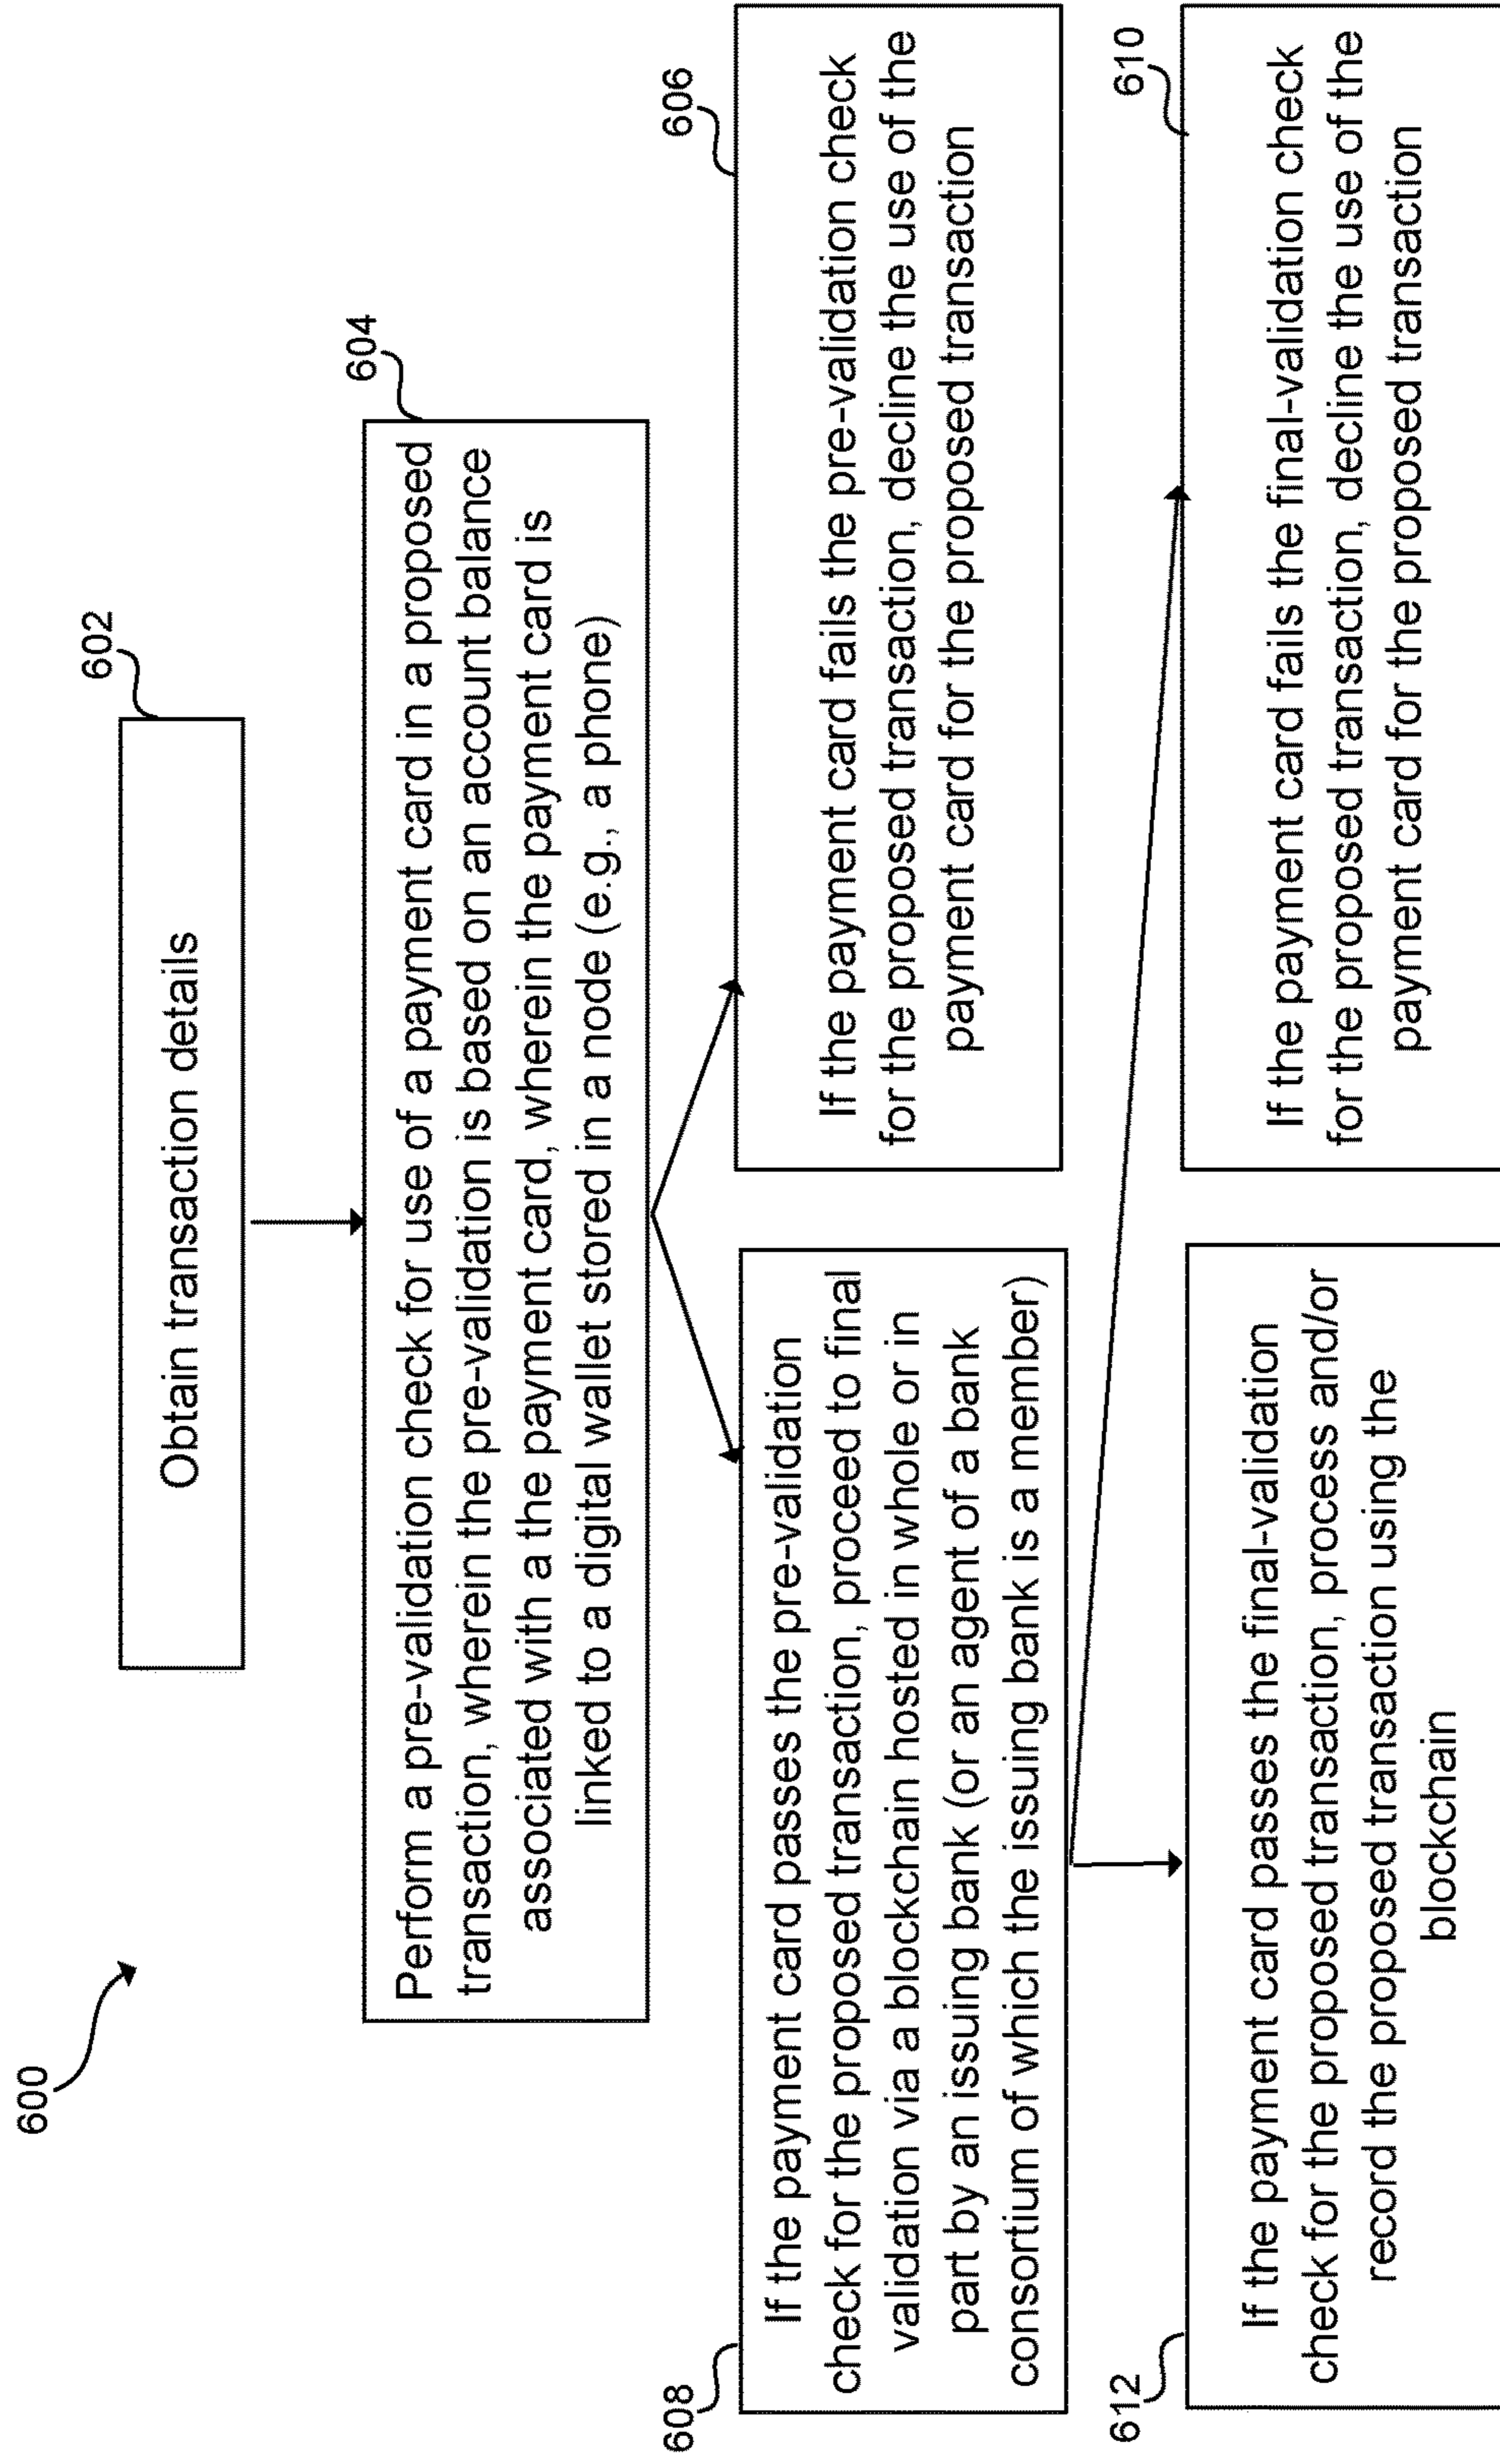 600
602
Obtain transaction details
604
Perform a pre-validation check for use of a payment card in a proposed
transaction, wherein the pre-validation is based on an account balance
associated with a the payment card, wherein the payment card is
linked to a digital wallet stored in a node (e.g., a phone)
608
If the payment card passes the pre-validation
check for the proposed transaction, proceed to final
validation via a blockchain hosted in whole or in
part by an issuing bank (or an agent of a bank
consortium of which the issuing bank is a member)
606
If the payment card fails the pre-validation check
for the proposed transaction, decline the use of the
payment card for the proposed transaction
612
If the payment card passes the final-validation
check for the proposed transaction, process and/or
record the proposed transaction using the
blockchain
610
If the payment card fails the final-validation check
for the proposed transaction, decline the use of the
payment card for the proposed transaction